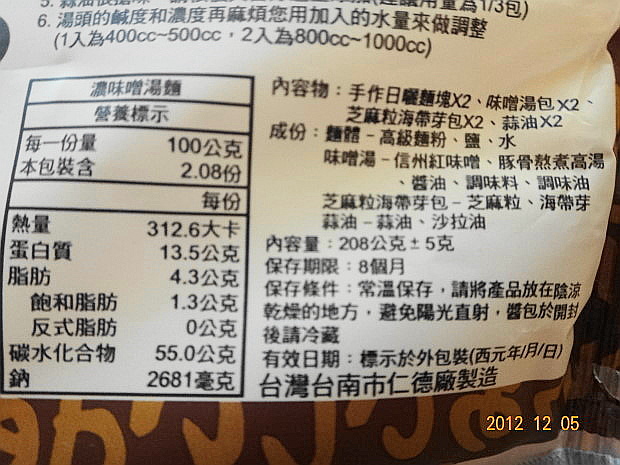 6. 湯頭的鹹度和濃度再麻煩您用加入的水量來做調整
(1人為400cc~500cc，2人為800cc~1000cc)
濃味噌湯麵
營養標示
每一份量 100公克
本包裝含 2.08份
每份
熱量 312.6大卡
蛋白質 13.5公克
脂肪 4.3公克
飽和脂肪 1.3公克
反式脂肪 0公克
碳水化合物 55.0公克
鈉 2681毫克
內容物：手作日曬麵塊X2、味噌湯包X2、
芝麻粒海帶芽包X2、蒜油X2
成份：麵體－高級麵粉、鹽、水
味噌湯－信州紅味噌、豚骨熬煮高湯
、醬油、調味料、調味油
芝麻粒海帶芽包－芝麻粒、海帶芽
蒜油－蒜油、沙拉油
內容量：208公克±5克
保存期限：8個月
保存條件：常溫保存，請將產品放在陰涼
乾燥的地方，避免陽光直射，醬包於開封
後請冷藏
有效日期：標示於外包裝(西元年/月/日)
台灣台南市仁德廠製造
2012 12 05